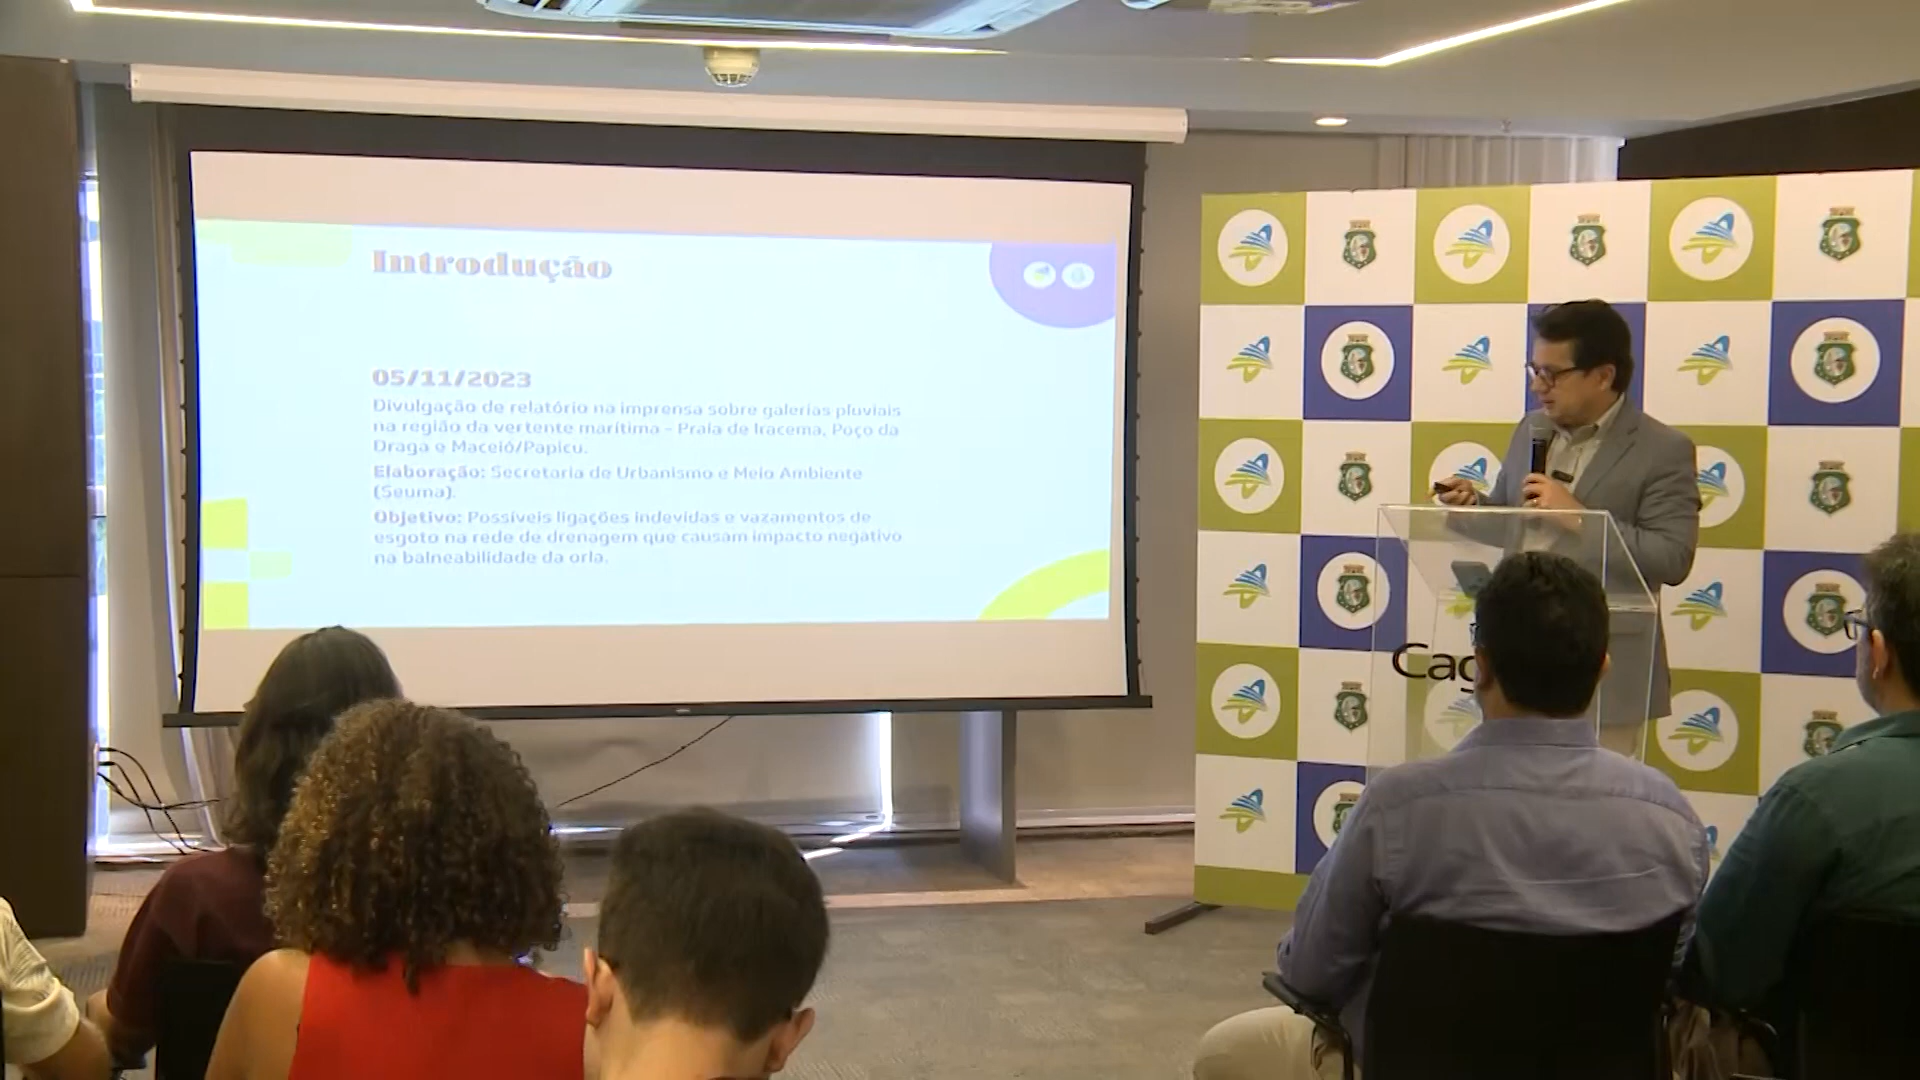 Introdução
05/11/2023
Divulgação de relatório na imprensa sobre galerias pluviais
na região da vertente marítima - Praia de Iracema, Poço da
Draga e Maceió/Papicu.
Elaboração: Secretaria de Urbanismo e Meio Ambiente
(Seuma).
Objetivo: Possíveis ligações indevidas e vazamentos de
esgoto na rede de drenagem que causam impacto negativo
na balneabilidade da orla.
Cag